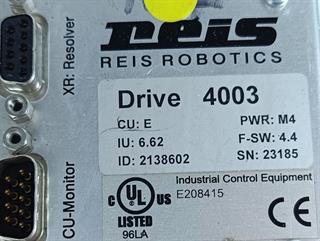 reis
REIS ROBOTICS
XR: Resolver
CU-Monitor
Drive 4003
CU: E PWR: M4
IU: 6.62 F-SW: 4.4
ID: 2138602 SN: 23185
C UL US
LISTED
96LA
Industrial Control Equipment
E208415